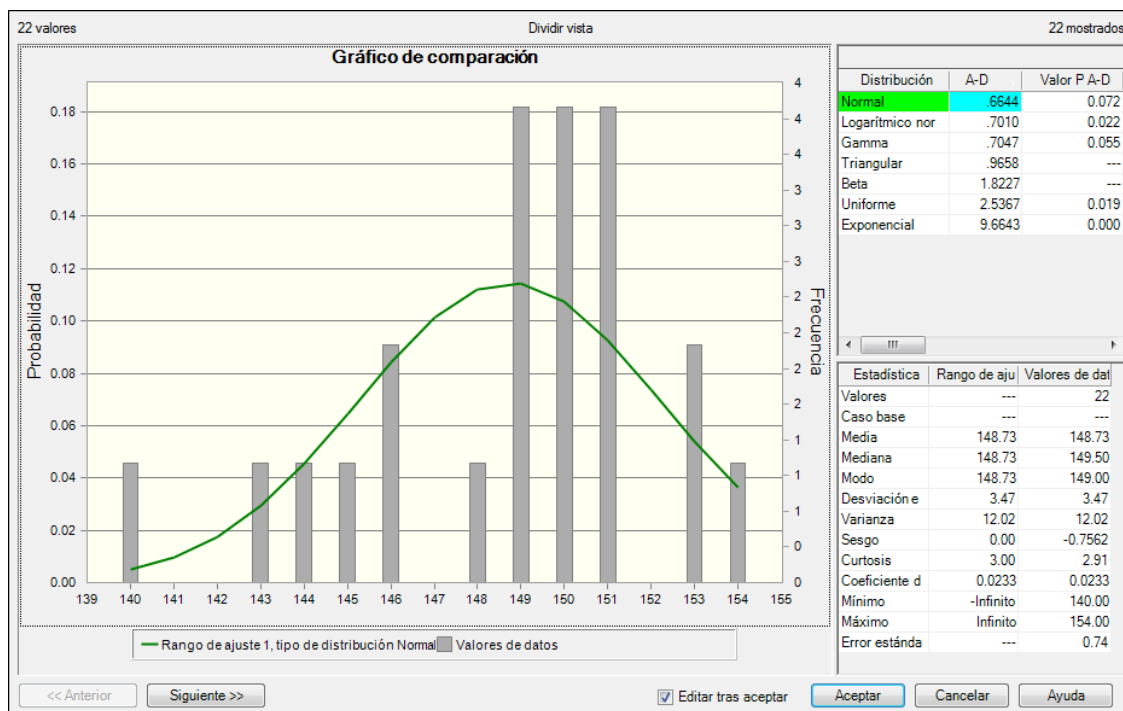 22 valores Dividir vista 22 mostrados
Gráfico de comparación
Probabilidad
0.18
0.16
0.14
0.12
0.10
0.08
0.06
0.04
0.02
0.00
139 140 141 142 143 144 145 146 147 148 149 150 151 152 153 154 155
4
4
4
3
3
3
2
2
2
2
1
1
1
0
0
Frecuencia
Rango de ajuste 1, tipo de distribución Normal Valores de datos
Distribución A-D Valor P A-D
Normal .6644 0.072
Logarítmico nor .7010 0.022
Gamma .7047 0.055
Triangular .9658 ---
Beta 1.8227 ---
Uniforme 2.5367 0.019
Exponencial 9.6643 0.000
Estadística Rango de aju Valores de dat
Valores --- 22
Caso base --- ---
Media 148.73 148.73
Mediana 148.73 149.50
Modo 148.73 149.00
Desviación e 3.47 3.47
Varianza 12.02 12.02
Sesgo 0.00 -0.7562
Curtosis 3.00 2.91
Coeficiente d 0.0233 0.0233
Mínimo -Infinito 140.00
Máximo Infinito 154.00
Error estánda --- 0.74
<< Anterior Siguiente >> Editar tras aceptar Aceptar Cancelar Ayuda